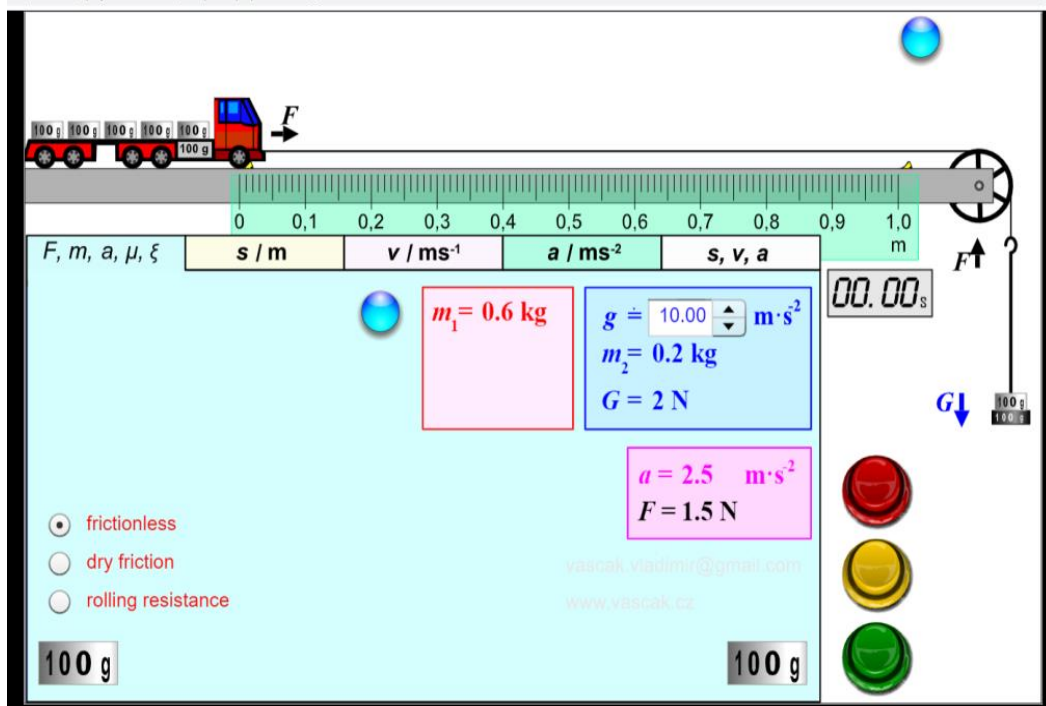 100 g 100 g 100 g 100 g 100 g
100 g
F
0 0,1 0,2 0,3 0,4 0,5 0,6 0,7 0,8 0,9 1,0
m
F, m, a, μ, ξ
s / m
v / ms⁻¹
a / ms⁻²
s, v, a
F
00.00s
m₁= 0.6 kg
g ≐ 10.00 m·s²
m₂= 0.2 kg
G = 2 N
G
100 g
100 g
a = 2.5 m·s⁻²
F = 1.5 N
frictionless
dry friction
rolling resistance
vascak.vladimir@gmail.com
www.vascak.cz
100 g
100 g